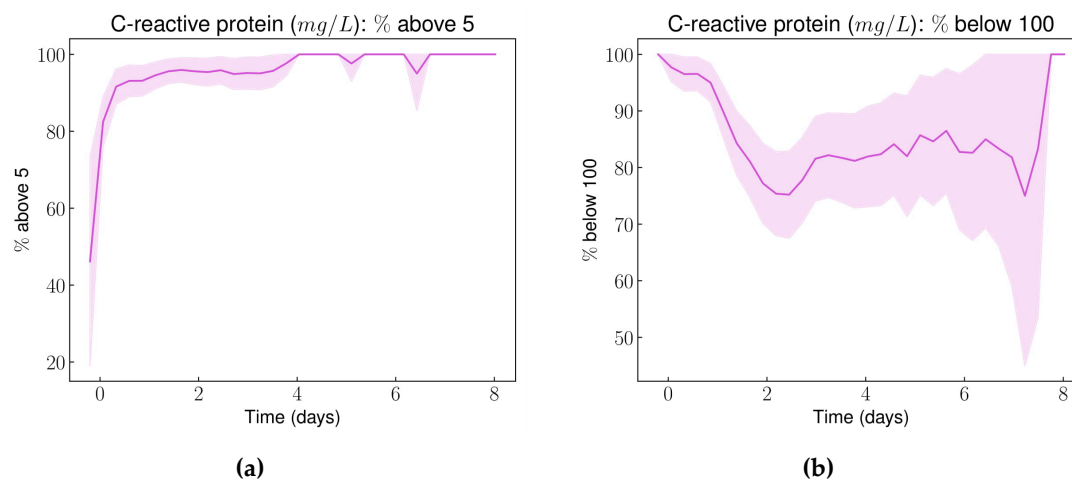 C-reactive protein (mg/L): % above 5
% above 5
100
80
60
40
20
0 2 4 6 8
Time (days)
(a)
C-reactive protein (mg/L): % below 100
% below 100
100
90
80
70
60
50
0 2 4 6 8
Time (days)
(b)